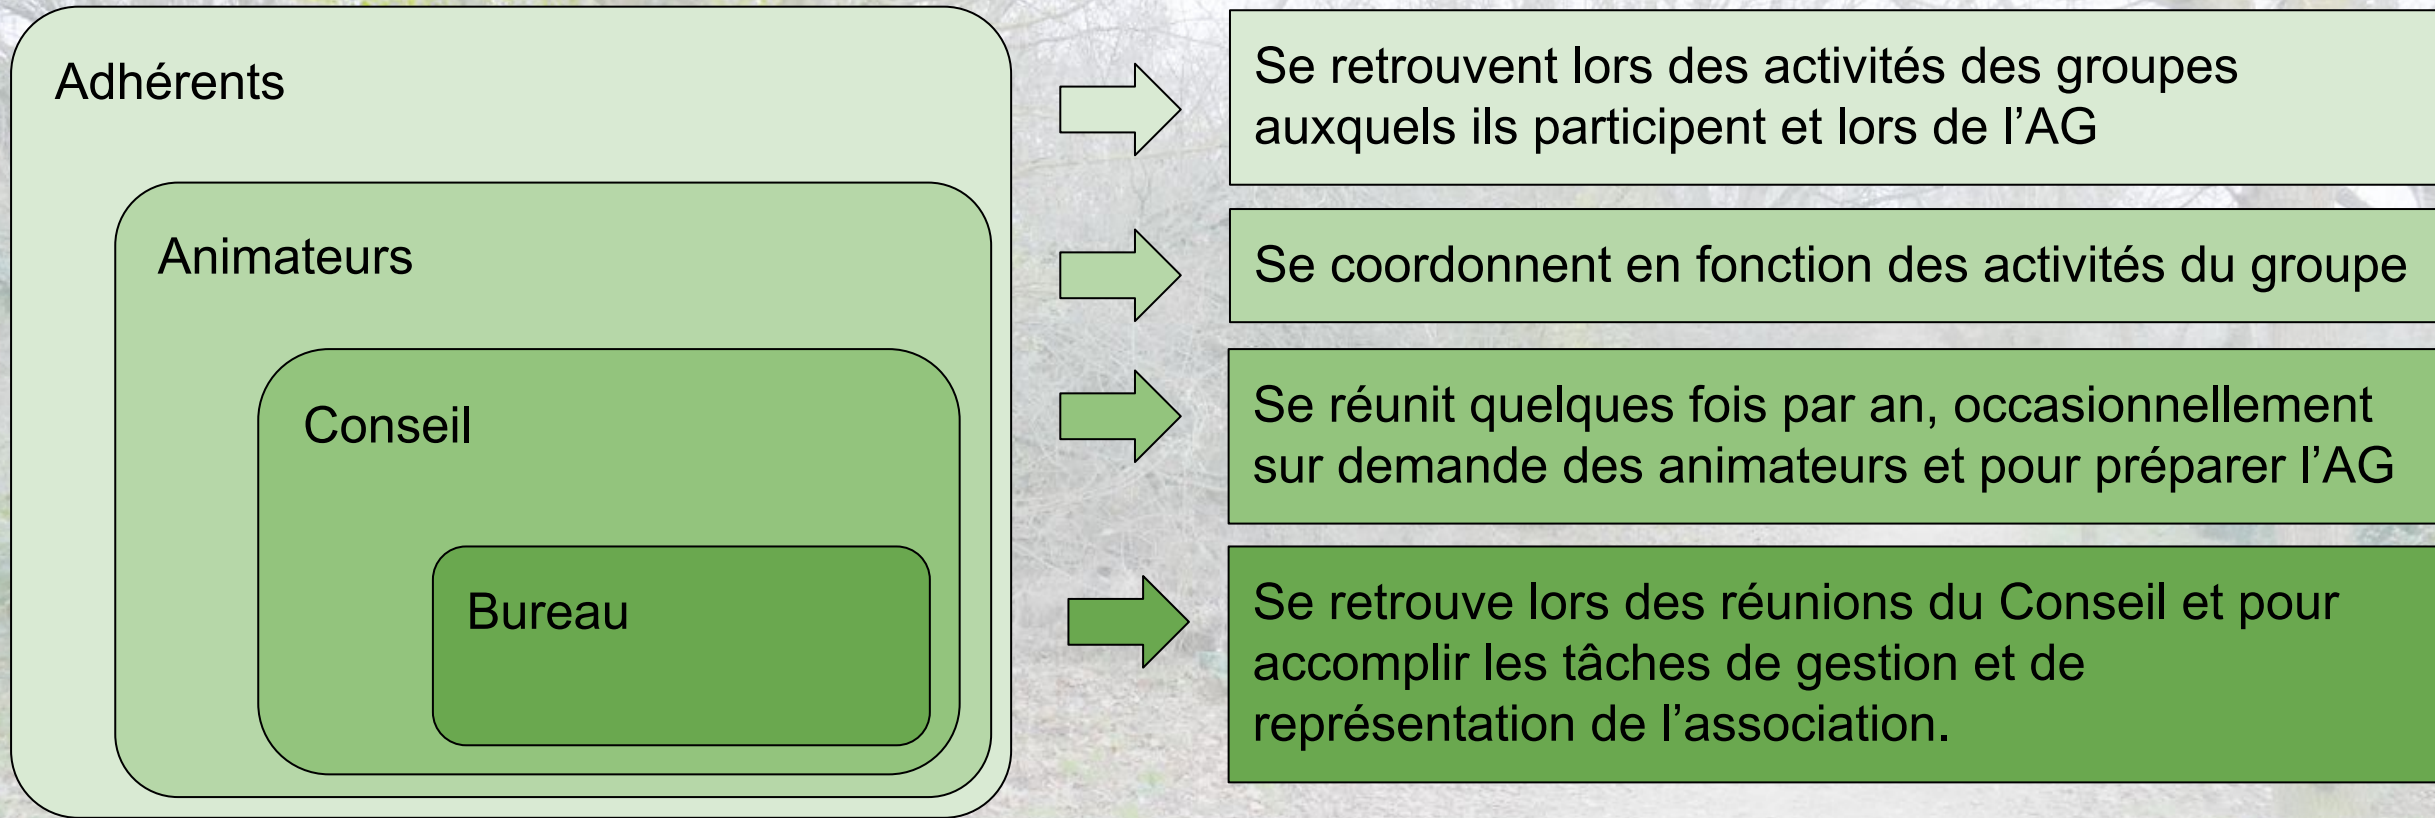 Adhérents
Se retrouvent lors des activités des groupes
auxquels ils participent et lors de l’AG
Animateurs
Se coordonnent en fonction des activités du groupe
Conseil
Se réunit quelques fois par an, occasionnellement
sur demande des animateurs et pour préparer l’AG
Bureau
Se retrouve lors des réunions du Conseil et pour
accomplir les tâches de gestion et de
représentation de l’association.